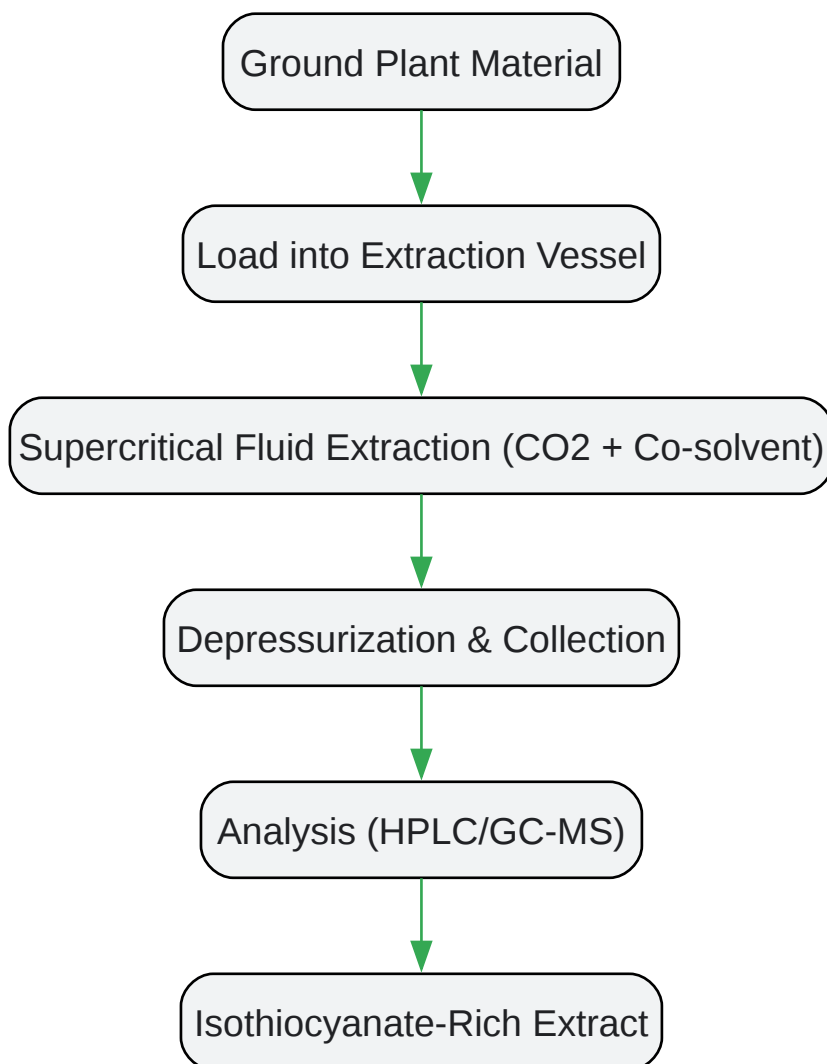 Ground Plant Material
Load into Extraction Vessel
Supercritical Fluid Extraction (CO2 + Co-solvent)
Depressurization & Collection
Analysis (HPLC/GC-MS)
Isothiocyanate-Rich Extract